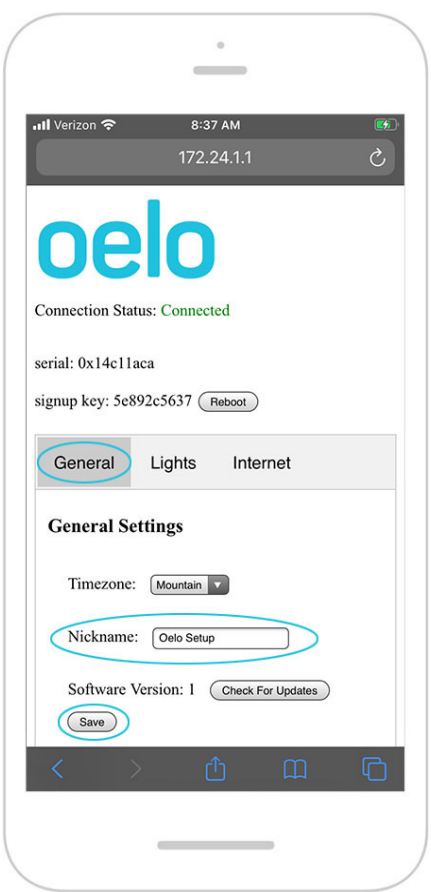 Verizon 8:37 AM
172.24.1.1
oelo
Connection Status: Connected
serial: 0x14c11aca
signup key: 5e892c5637 Reboot
General Lights Internet
General Settings
Timezone: Mountain
Nickname: Oelo Setup
Software Version: 1 Check For Updates
Save